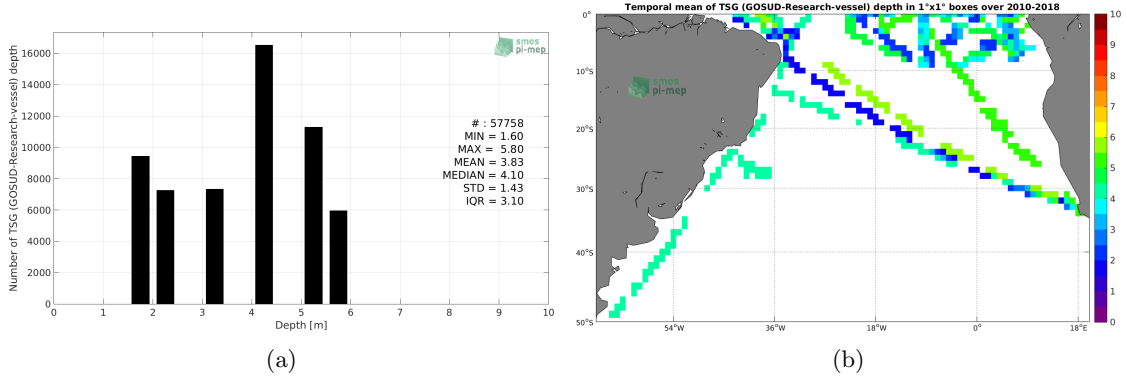 Number of TSG (GOSUD-Research-vessel)) depth
16000
14000
12000
10000
8000
6000
4000
2000
0
0 1 2 3 4 5 6 7 8 9 10
Depth [m]
smos
pi-mep
# : 57758
MIN = 1.60
MAX = 5.80
MEAN = 3.83
MEDIAN = 4.10
STD = 1.43
IQR = 3.10
(a)
Temporal mean of TSG (GOSUD-Research-vessel) depth in 1°x1° boxes over 2010-2018
0°
10°S
20°S
30°S
40°S
50°S
54°W 36°W 18°W 0° 18°E
smos
pi-mep
10
9
8
7
6
5
4
3
2
1
0
(b)